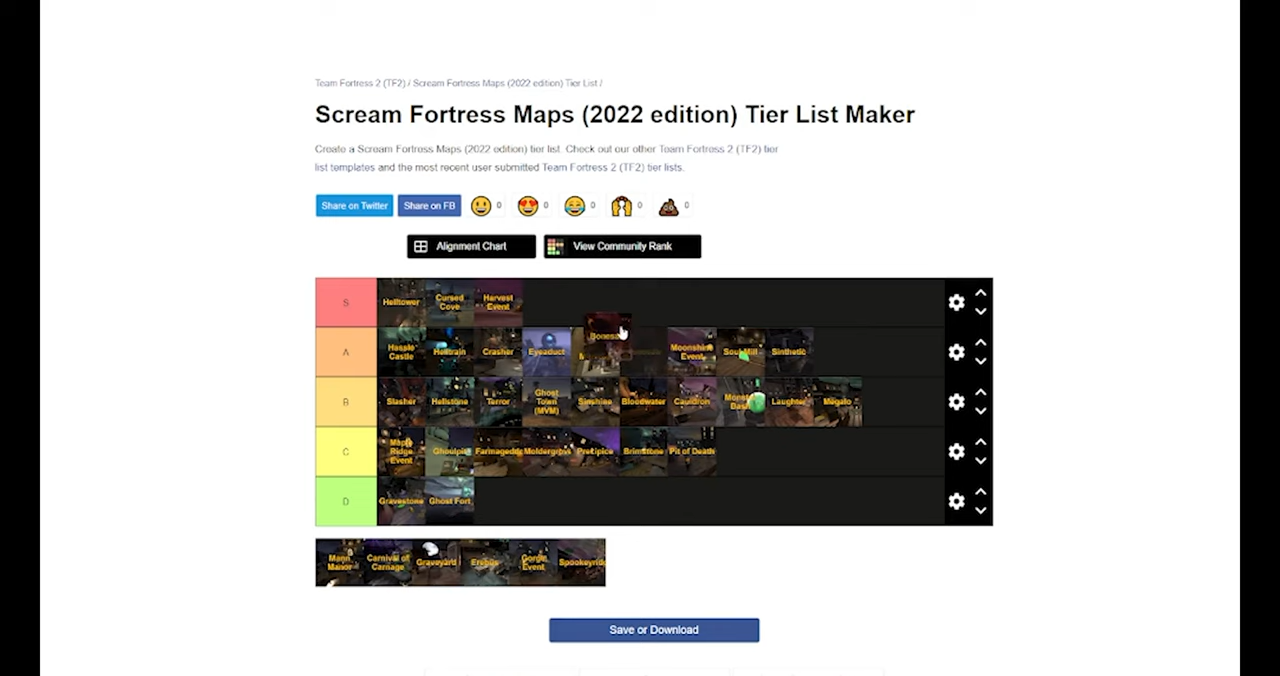 Team Fortress 2 (TF2) / Scream Fortress Maps (2022 edition) Tier List /
Scream Fortress Maps (2022 edition) Tier List Maker
Create a Scream Fortress Maps (2022 edition) tier list. Check out our other Team Fortress 2 (TF2) tier
list templates and the most recent user submitted Team Fortress 2 (TF2) tier lists.
Share on Twitter Share on FB 0 0 0 0 0
Alignment Chart View Community Rank
S Helltower Cursed Cove Harvest Event
A Hassle Castle Helltrain Crasher Eyeaduct Moonshine Event Soul-Mill Sinthetic
B Slasher Hellstone Terror Ghost Town (MVM) Sinshine Bloodwater Cauldron Monster Bash Laughter Megalo
C Maple Ridge Event Ghoulpit Farmageddon Moldergrove Precipice Brimstone Pit of Death
D Gravestone Ghost Fort
Mann Manor Carnival of Carnage Graveyard Erebus Gorge Event Spookeyridge
Save or Download